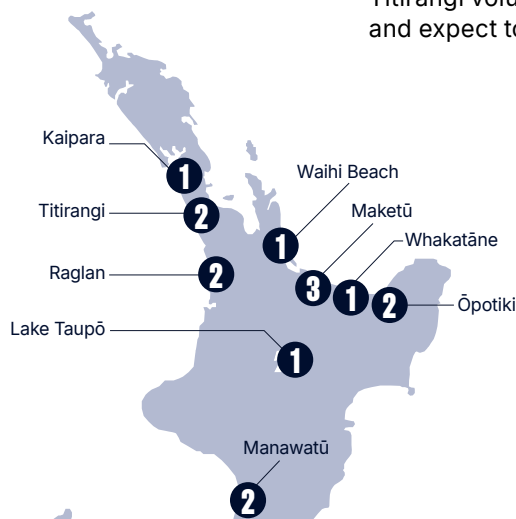 Titirangi volu
and expect to
Kaipara
1
Waihi Beach
Titirangi
2
Maketū
1
Whakatāne
Raglan
2
3
1
2
Ōpotiki
Lake Taupō
1
Manawatū
2